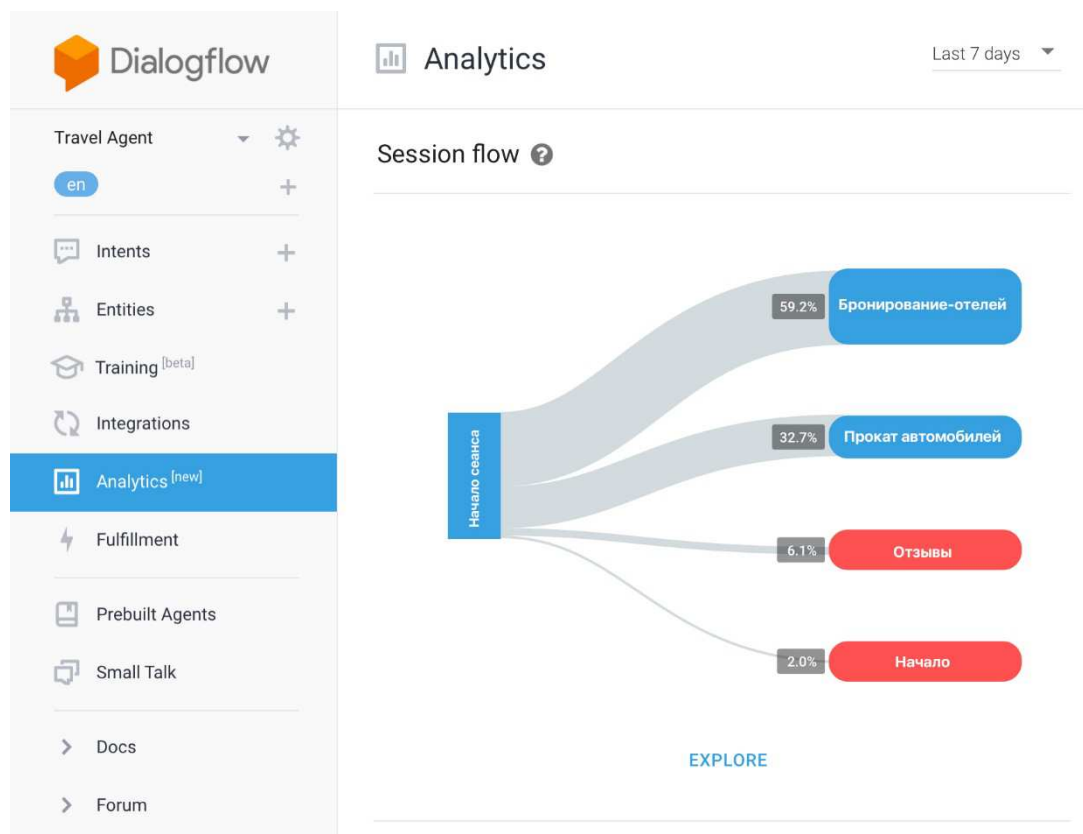 Dialogflow
Analytics
Last 7 days
Travel Agent
en
Intents
Entities
Training [beta]
Integrations
Analytics [new]
Fulfillment
Prebuilt Agents
Small Talk
Docs
Forum
Session flow
Начало сеанса
59.2%
Бронирование-отелей
32.7%
Прокат автомобилей
6.1%
Отзывы
2.0%
Начало
EXPLORE